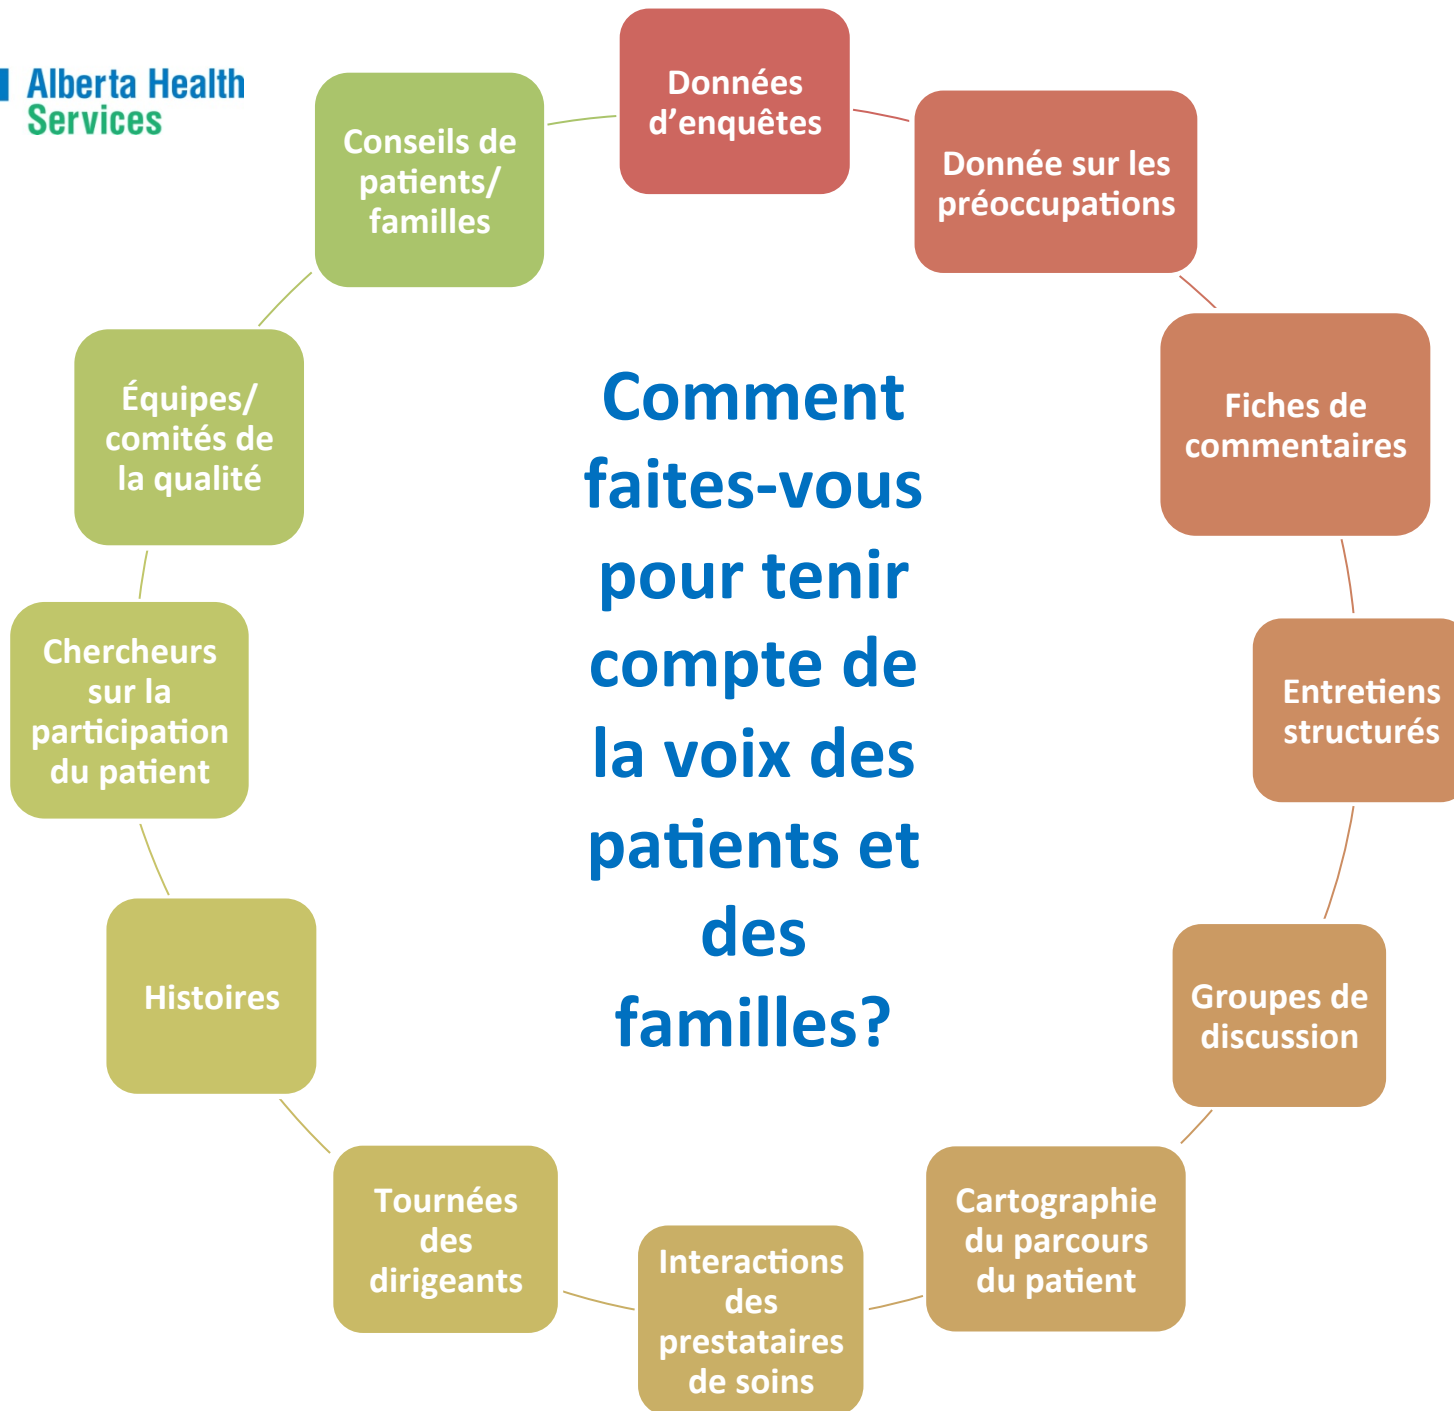 Alberta Health
Services
Données
d’enquêtes
Donnée sur les
préoccupations
Fiches de
commentaires
Entretiens
structurés
Groupes de
discussion
Cartographie
du parcours
du patient
Interactions
des
prestataires
de soins
Tournées
des
dirigeants
Histoires
Chercheurs
sur la
participation
du patient
Équipes/
comités de
la qualité
Conseils de
patients/
familles
Comment
faites-vous
pour tenir
compte de
la voix des
patients et
des
familles?